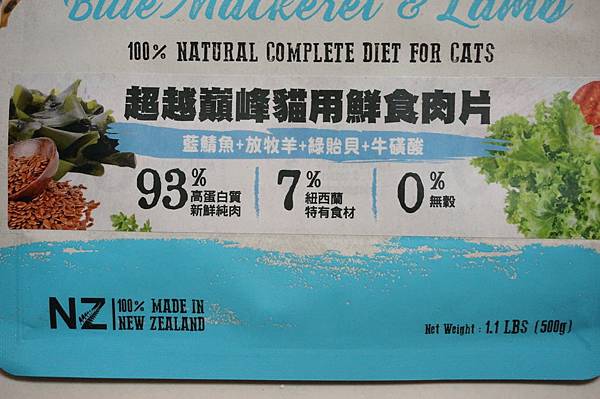 Blue Mackerel & Lamb
100% NATURAL COMPLETE DIET FOR CATS
超越巔峰貓用鮮食肉片
藍鯖魚+放牧羊+綠貽貝+牛磺酸
93% 高蛋白質 新鮮純肉
7% 紐西蘭 特有食材
0% 無穀
NZ 100% MADE IN NEW ZEALAND
Net Weight : 1.1 LBS (500g)